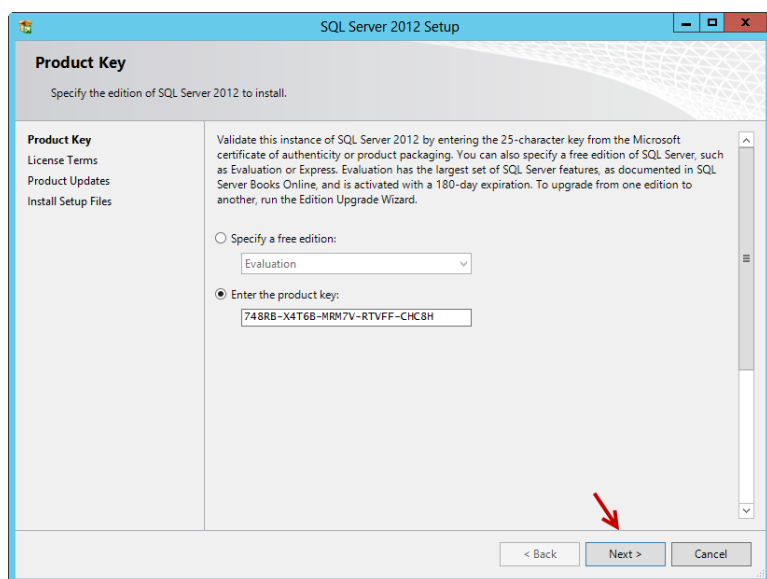 SQL Server 2012 Setup
Product Key
Specify the edition of SQL Server 2012 to install.
Product Key
License Terms
Product Updates
Install Setup Files
Validate this instance of SQL Server 2012 by entering the 25-character key from the Microsoft
certificate of authenticity or product packaging. You can also specify a free edition of SQL Server, such
as Evaluation or Express. Evaluation has the largest set of SQL Server features, as documented in SQL
Server Books Online, and is activated with a 180-day expiration. To upgrade from one edition to
another, run the Edition Upgrade Wizard.
Specify a free edition:
Evaluation
Enter the product key:
748RB-X4T6B-MRM7V-RTVFF-CHC8H
< Back
Next >
Cancel